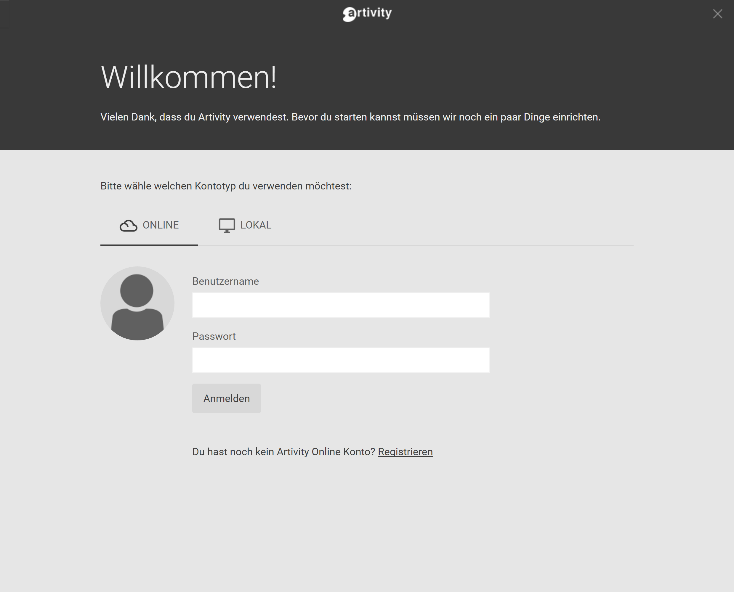 artivity
Willkommen!
Vielen Dank, dass du Artivity verwendest. Bevor du starten kannst müssen wir noch ein paar Dinge einrichten.
Bitte wähle welchen Kontotyp du verwenden möchtest:
ONLINE LOKAL
Benutzername
Passwort
Anmelden
Du hast noch kein Artivity Online Konto? Registrieren